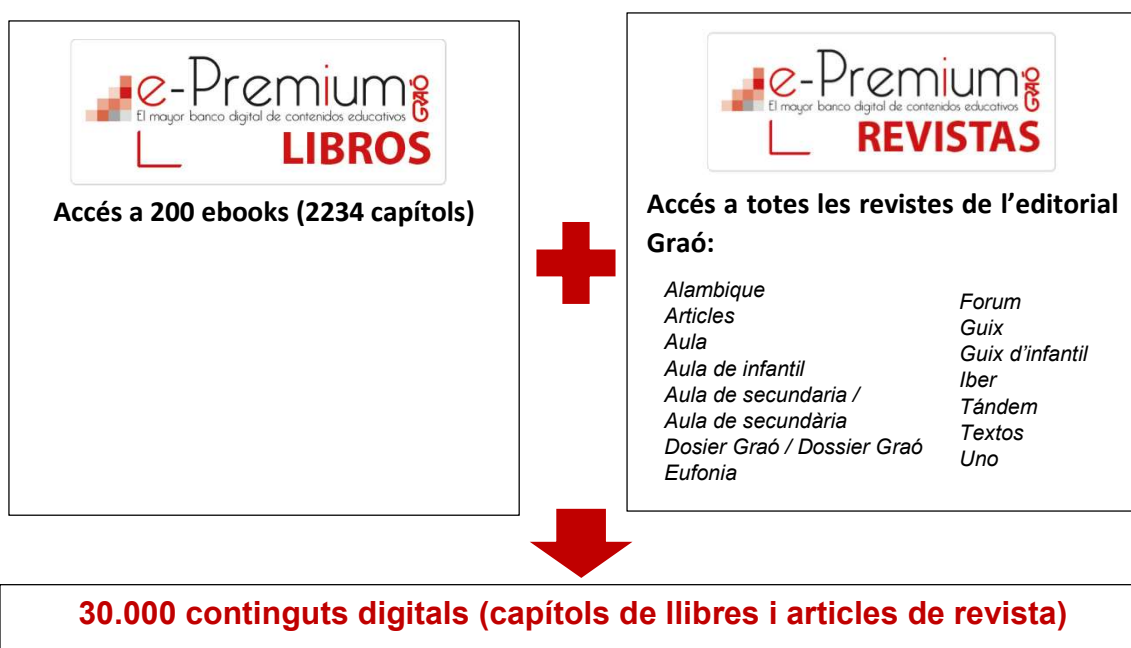 e-Premium GRAÓ
El mayor banco digital de contenidos educativos
LIBROS
Accés a 200 ebooks (2234 capítols)
e-Premium GRAÓ
El mayor banco digital de contenidos educativos
REVISTAS
Accés a totes les revistes de l’editorial
Graó:
Alambique
Articles
Aula
Aula de infantil
Aula de secundaria /
Aula de secundària
Dosier Graó / Dossier Graó
Eufonia
Forum
Guix
Guix d’infantil
Iber
Tándem
Textos
Uno
30.000 continguts digitals (capítols de llibres i articles de revista)